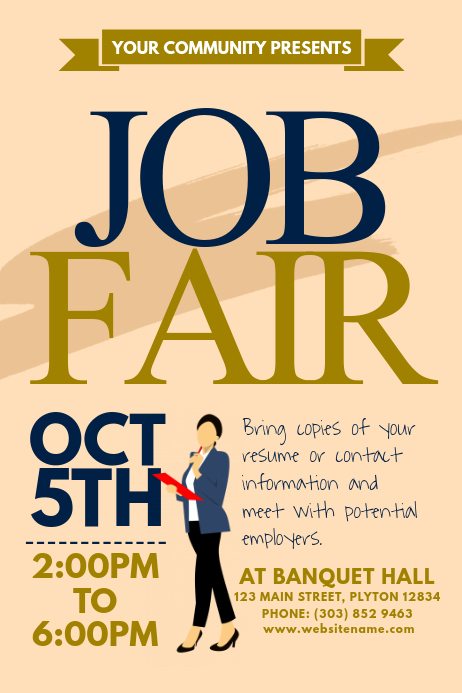 YOUR COMMUNITY PRESENTS
JOB
FAIR
OCT
5TH
2:00PM
TO
6:00PM
Bring copies of your
resume or contact
information and
meet with potential
employers.
AT BANQUET HALL
123 MAIN STREET, PLYTON 12834
PHONE: (303) 852 9463
www.websitename.com